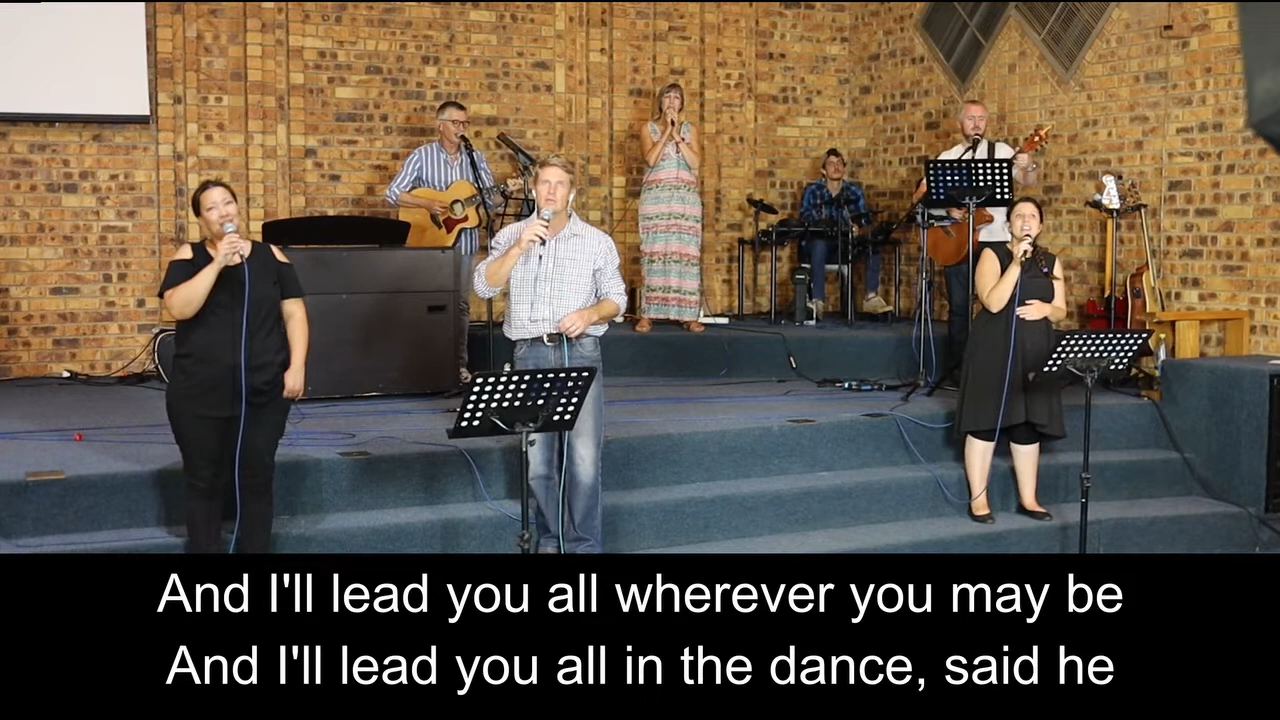 And I'll lead you all wherever you may be
And I'll lead you all in the dance, said he